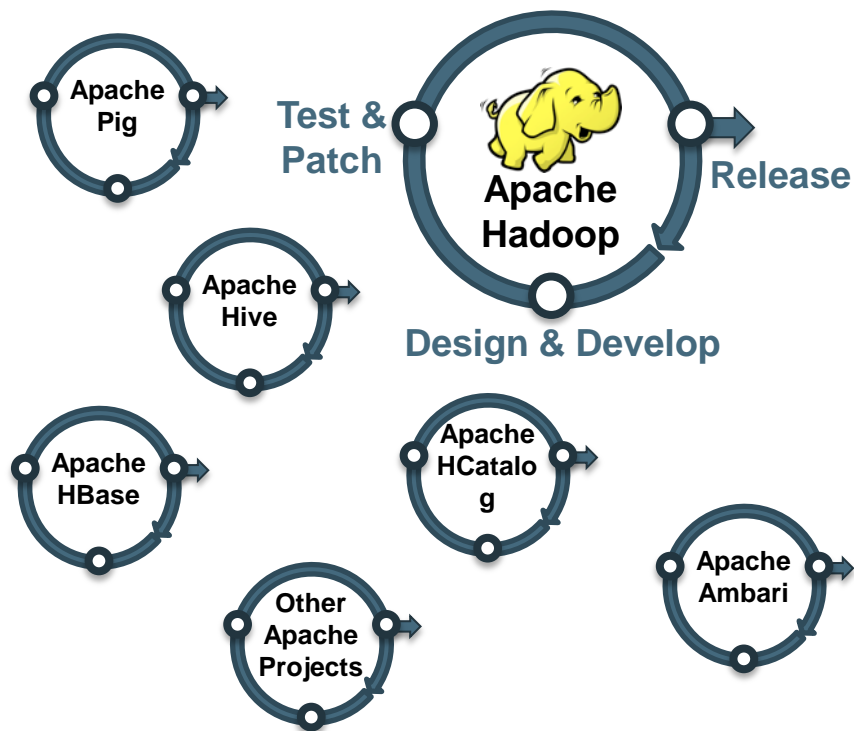 Apache
Pig
Test &
Patch
Apache
Hadoop
Release
Design & Develop
Apache
Hive
Apache
HBase
Apache
HCatalo
g
Apache
Ambari
Other
Apache
Projects